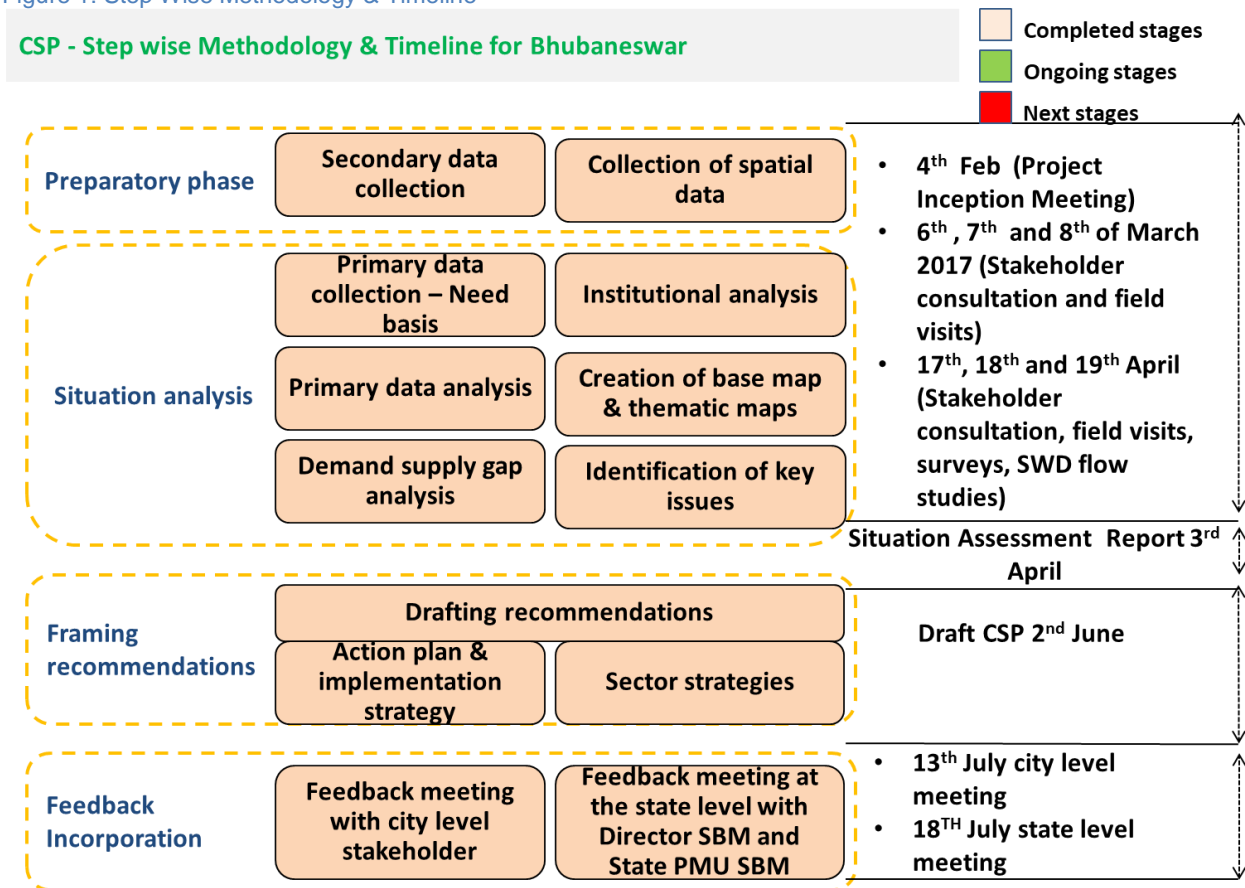 Figure 1: Step Wise Methodology & Timeline
CSP - Step wise Methodology & Timeline for Bhubaneswar
Completed stages
Ongoing stages
Next stages
Preparatory phase
Secondary data
collection
Collection of spatial
data
Situation analysis
Primary data
collection – Need
basis
Institutional analysis
Primary data analysis
Creation of base map
& thematic maps
Demand supply gap
analysis
Identification of key
issues
• 4th Feb (Project
Inception Meeting)
• 6th , 7th and 8th of March
2017 (Stakeholder
consultation and field
visits)
• 17th, 18th and 19th April
(Stakeholder
consultation, field visits,
surveys, SWD flow
studies)
Situation Assessment Report 3rd
April
Framing
recommendations
Drafting recommendations
Action plan &
implementation
strategy
Sector strategies
Draft CSP 2nd June
Feedback
Incorporation
Feedback meeting
with city level
stakeholder
Feedback meeting at
the state level with
Director SBM and
State PMU SBM
• 13th July city level
meeting
• 18TH July state level
meeting